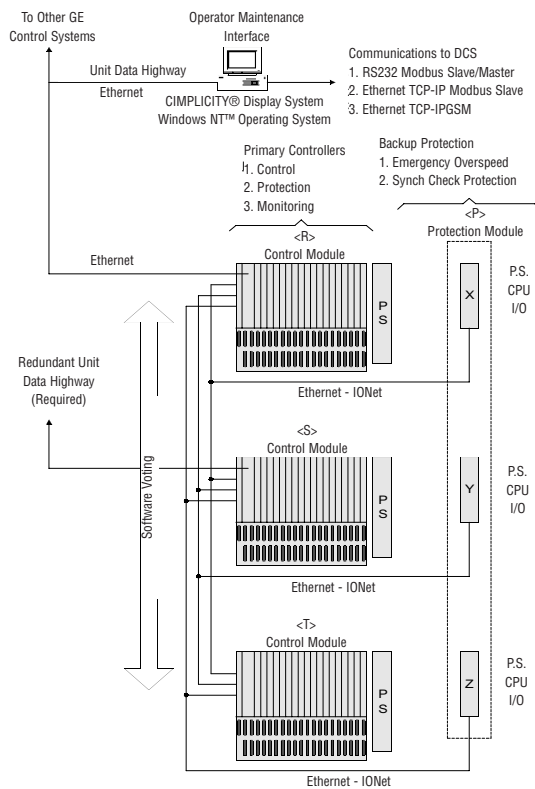 To Other GE
Control Systems
Operator Maintenance
Interface
Unit Data Highway
Ethernet
CIMPLICITY® Display System
Windows NT™ Operating System
Communications to DCS
1. RS232 Modbus Slave/Master
2. Ethernet TCP-IP Modbus Slave
3. Ethernet TCP-IPGSM
Primary Controllers
1. Control
2. Protection
3. Monitoring
Backup Protection
1. Emergency Overspeed
2. Synch Check Protection
<P>
Protection Module
<R>
Control Module
Ethernet
P
S
X
P.S.
CPU
I/O
Ethernet - IONet
Redundant Unit
Data Highway
(Required)
Software Voting
<S>
Control Module
P
S
Y
P.S.
CPU
I/O
Ethernet - IONet
<T>
Control Module
P
S
Z
P.S.
CPU
I/O
Ethernet - IONet